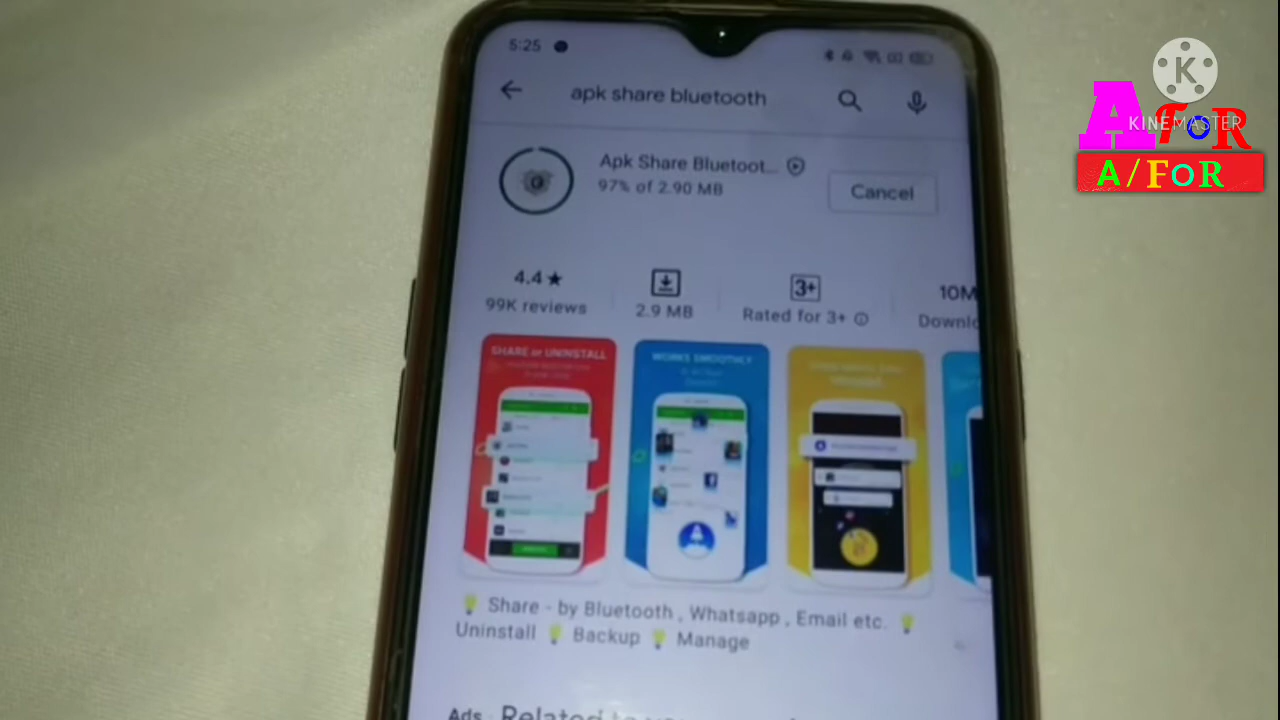 5:25
apk share bluetooth
Apk Share Bluetoot...
97% of 2.90 MB
Cancel
4.4★
99K reviews
2.9 MB
3+
Rated for 3+
10M
Downlo
SHARE or UNINSTALL
WORKS SMOOTHLY
Share - by Bluetooth , Whatsapp , Email etc.
Uninstall Backup Manage
Ads · Related to
K
KINEMASTER
A FoR
A/FoR